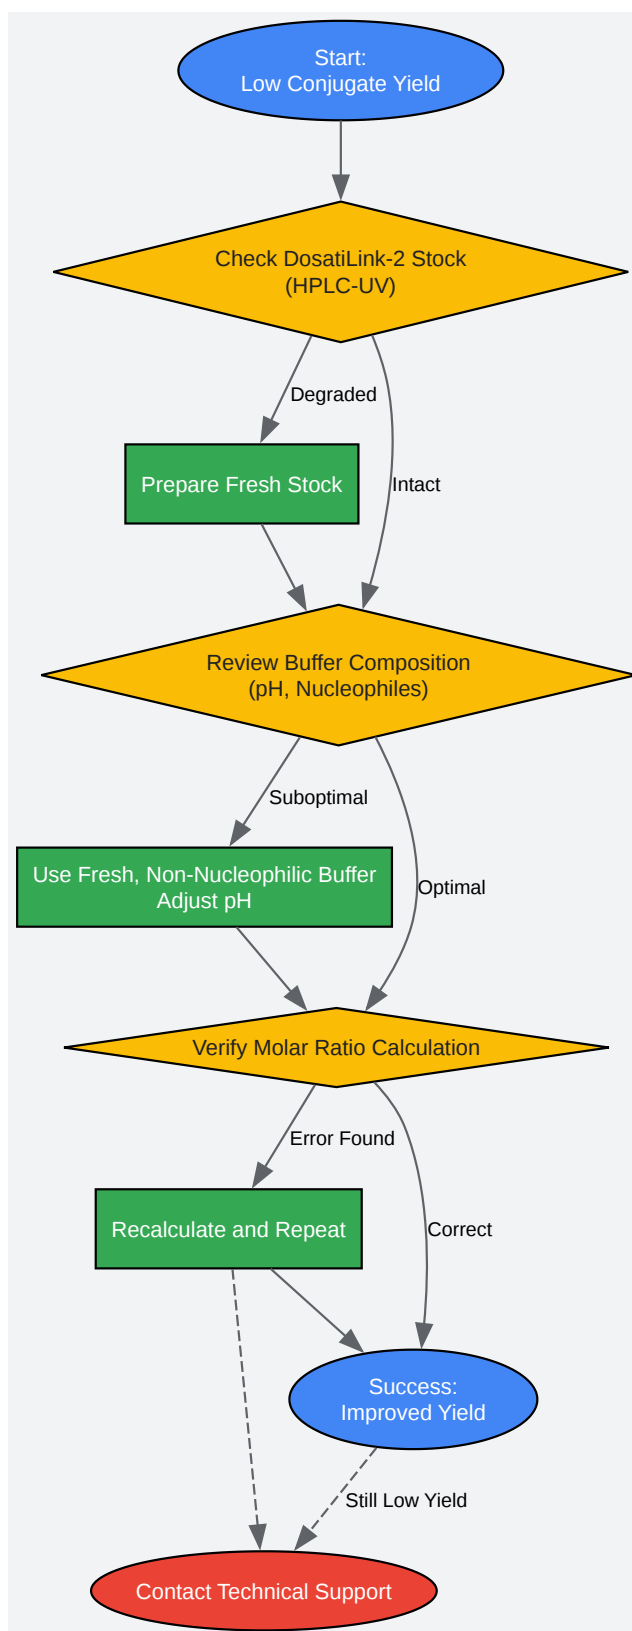 Start:
Low Conjugate Yield
Check DosatiLink-2 Stock
(HPLC-UV)
Degraded
Prepare Fresh Stock
Intact
Review Buffer Composition
(pH, Nucleophiles)
Suboptimal
Use Fresh, Non-Nucleophilic Buffer
Adjust pH
Optimal
Verify Molar Ratio Calculation
Error Found
Recalculate and Repeat
Correct
Success:
Improved Yield
Still Low Yield
Contact Technical Support